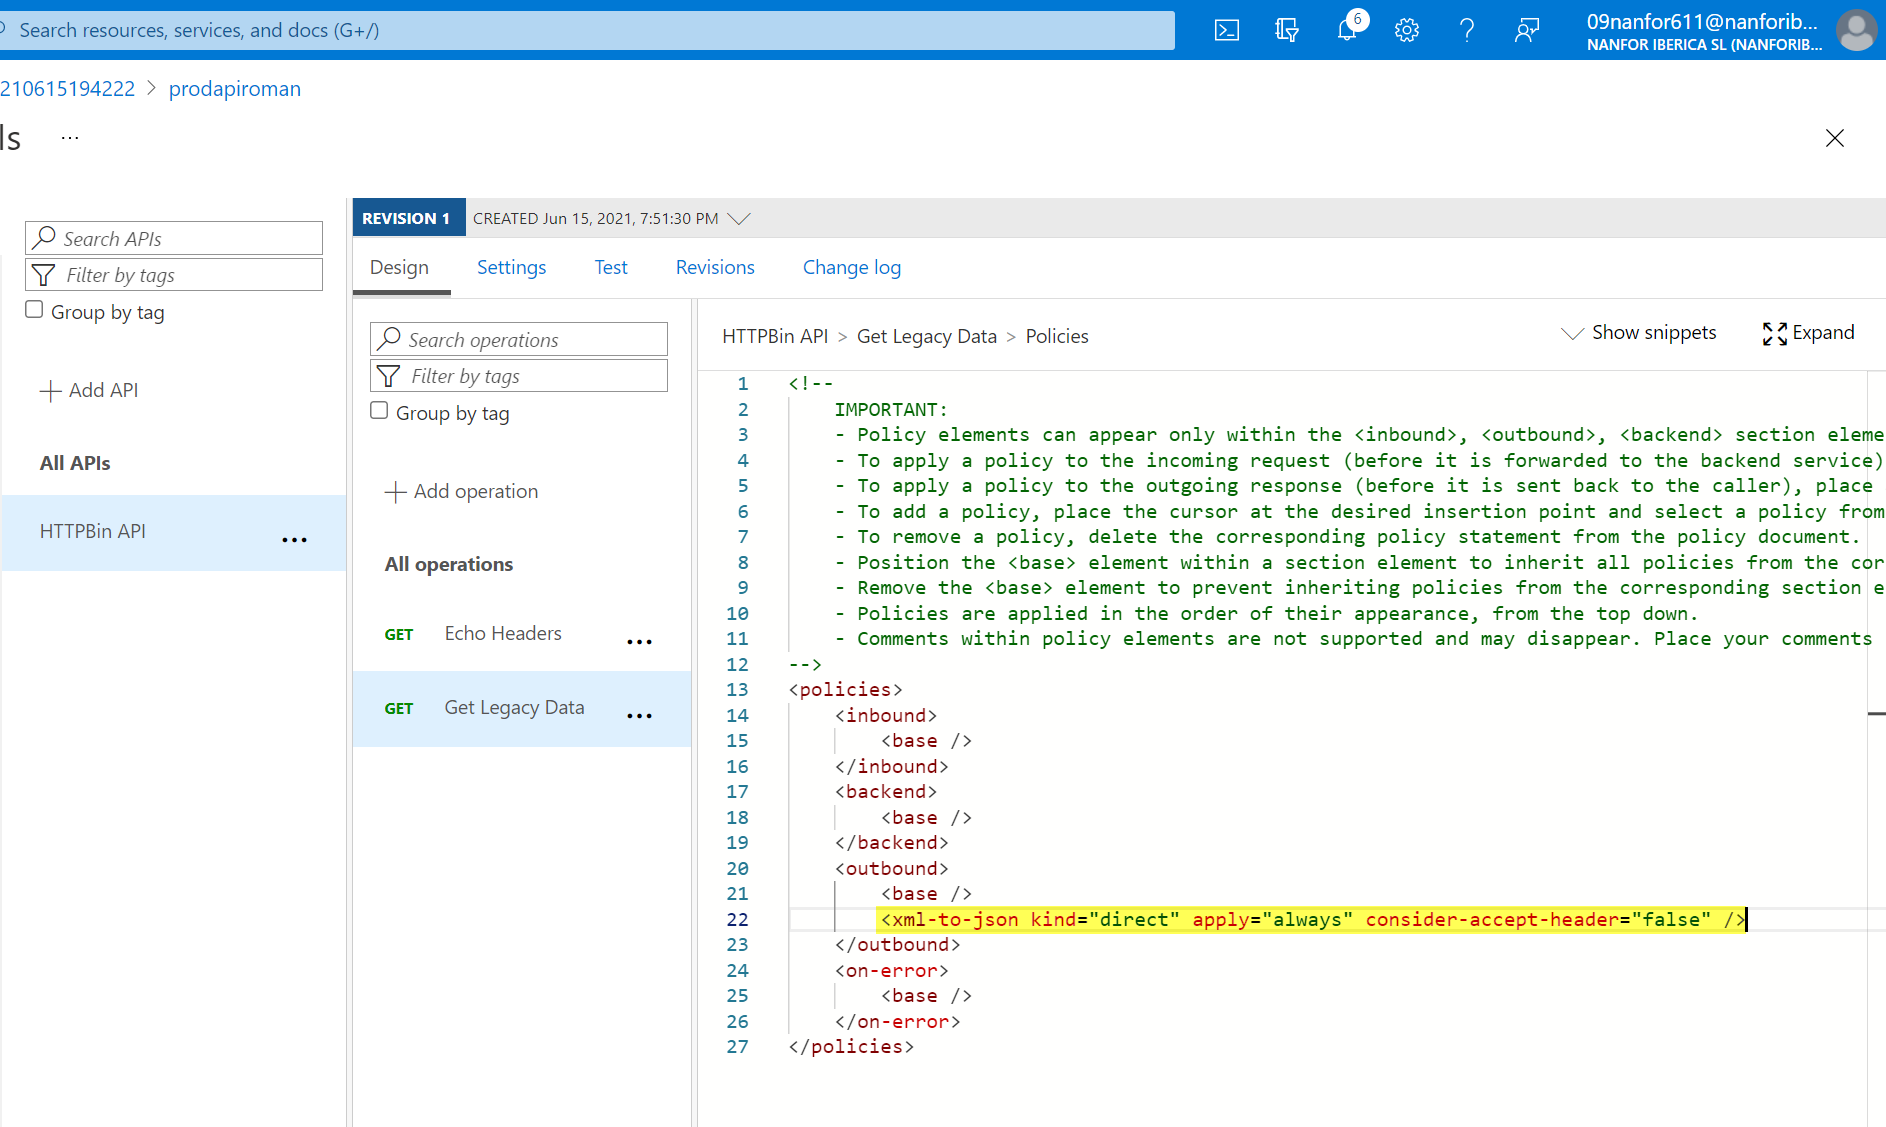 Search resources, services, and docs (G+/)
6
09nanfor611@nanforib...
NANFOR IBERICA SL (NANFORIB...
210615194222 > prodapiroman
ls ...
REVISION 1 CREATED Jun 15, 2021, 7:51:30 PM
Search APIs
Filter by tags
Group by tag
Add API
All APIs
HTTPBin API ...
Design Settings Test Revisions Change log
Search operations
Filter by tags
Group by tag
Add operation
All operations
GET Echo Headers ...
GET Get Legacy Data ...
HTTPBin API > Get Legacy Data > Policies
Show snippets Expand
1 <!--
2 IMPORTANT:
3 - Policy elements can appear only within the <inbound>, <outbound>, <backend> section eleme
4 - To apply a policy to the incoming request (before it is forwarded to the backend service)
5 - To apply a policy to the outgoing response (before it is sent back to the caller), place
6 - To add a policy, place the cursor at the desired insertion point and select a policy from
7 - To remove a policy, delete the corresponding policy statement from the policy document.
8 - Position the <base> element within a section element to inherit all policies from the cor
9 - Remove the <base> element to prevent inheriting policies from the corresponding section e
10 - Policies are applied in the order of their appearance, from the top down.
11 - Comments within policy elements are not supported and may disappear. Place your comments
12 -->
13 <policies>
14 <inbound>
15 <base />
16 </inbound>
17 <backend>
18 <base />
19 </backend>
20 <outbound>
21 <base />
22 <xml-to-json kind="direct" apply="always" consider-accept-header="false" />
23 </outbound>
24 <on-error>
25 <base />
26 </on-error>
27 </policies>